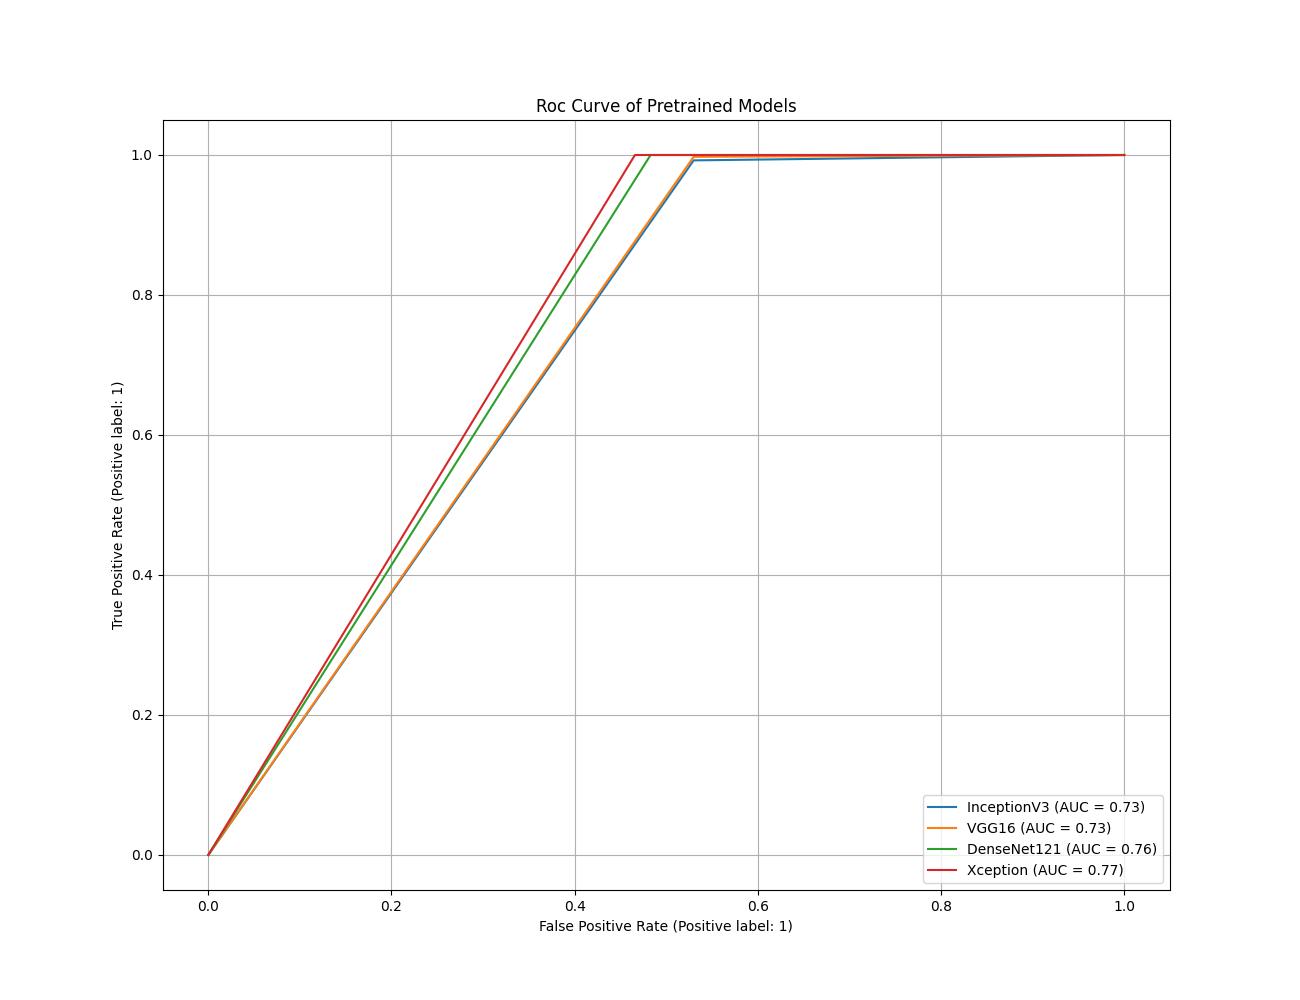 Roc Curve of Pretrained Models
1.0
0.8
0.6
0.4
0.2
0.0
True Positive Rate (Positive label: 1)
InceptionV3 (AUC = 0.73)
VGG16 (AUC = 0.73)
DenseNet121 (AUC = 0.76)
Xception (AUC = 0.77)
0.0 0.2 0.4 0.6 0.8 1.0
False Positive Rate (Positive label: 1)